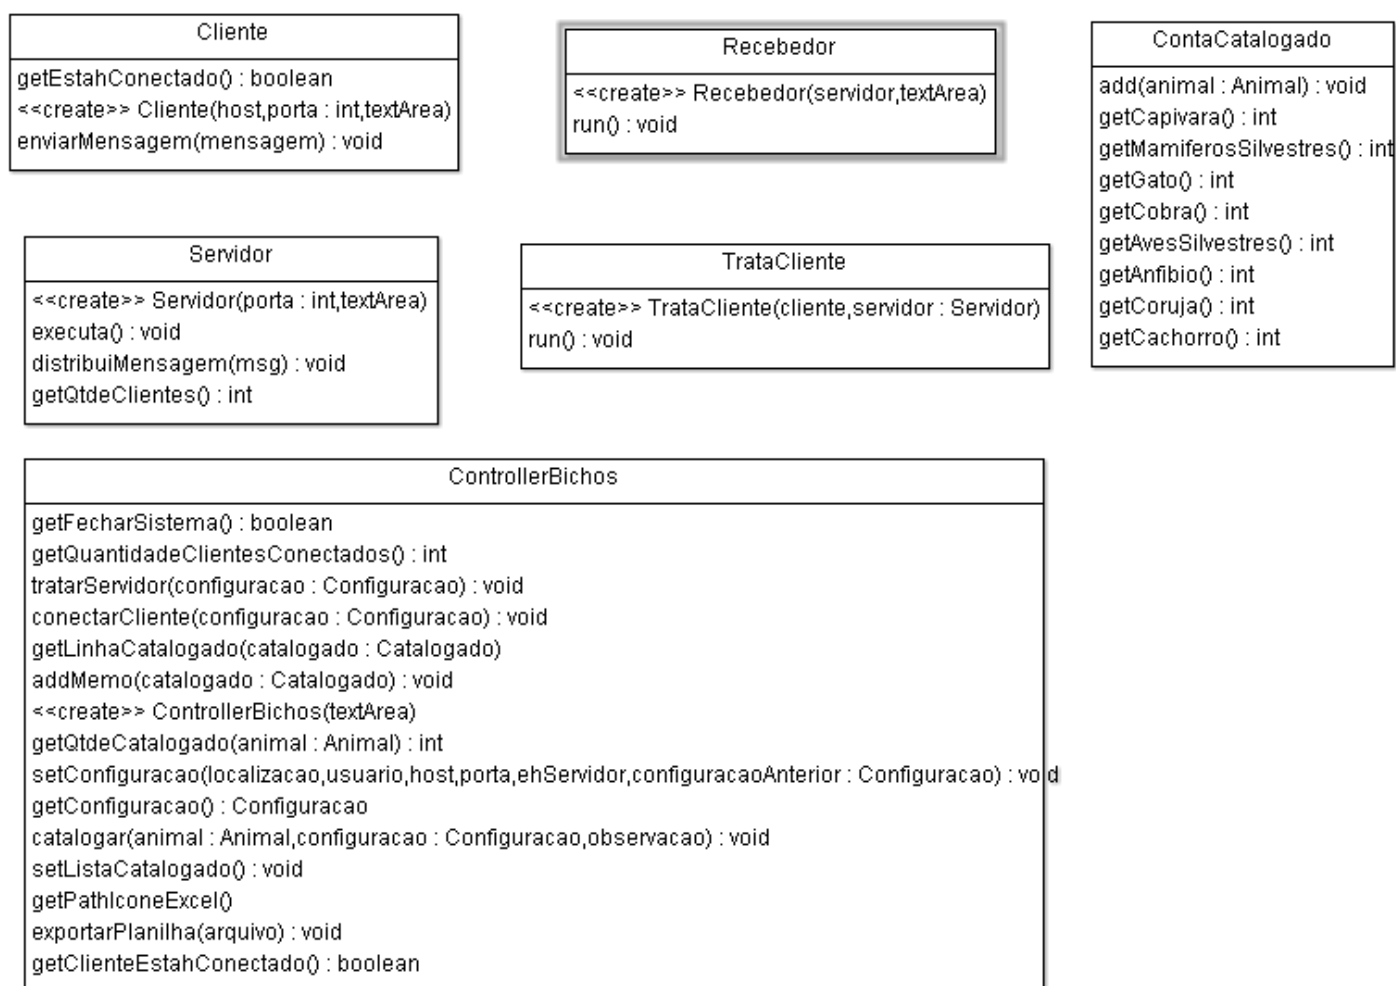 Cliente
getEstahConectado() : boolean
<<create>> Cliente(host,porta : int,textArea)
enviarMensagem(mensagem) : void
Recebedor
<<create>> Recebedor(servidor,textArea)
run() : void
ContaCatalogado
add(animal : Animal) : void
getCapivara() : int
getMamiferosSilvestres() : int
getGato() : int
getCobra() : int
getAvesSilvestres() : int
getAnfibio() : int
getCoruja() : int
getCachorro() : int
Servidor
<<create>> Servidor(porta : int,textArea)
executa() : void
distribuiMensagem(msg) : void
getQtdeClientes() : int
TrataCliente
<<create>> TrataCliente(cliente,servidor : Servidor)
run() : void
ControllerBichos
getFecharSistema() : boolean
getQuantidadeClientesConectados() : int
tratarServidor(configuracao : Configuracao) : void
conectarCliente(configuracao : Configuracao) : void
getLinhaCatalogado(catalogado : Catalogado)
addMemo(catalogado : Catalogado) : void
<<create>> ControllerBichos(textArea)
getQtdeCatalogado(animal : Animal) : int
setConfiguracao(localizacao,usuario,host,porta,ehServidor,configuracaoAnterior : Configuracao) : void
getConfiguracao() : Configuracao
catalogar(animal : Animal,configuracao : Configuracao,observacao) : void
setListaCatalogado() : void
getPathIconeExcel()
exportarPlanilha(arquivo) : void
getClienteEstahConectado() : boolean